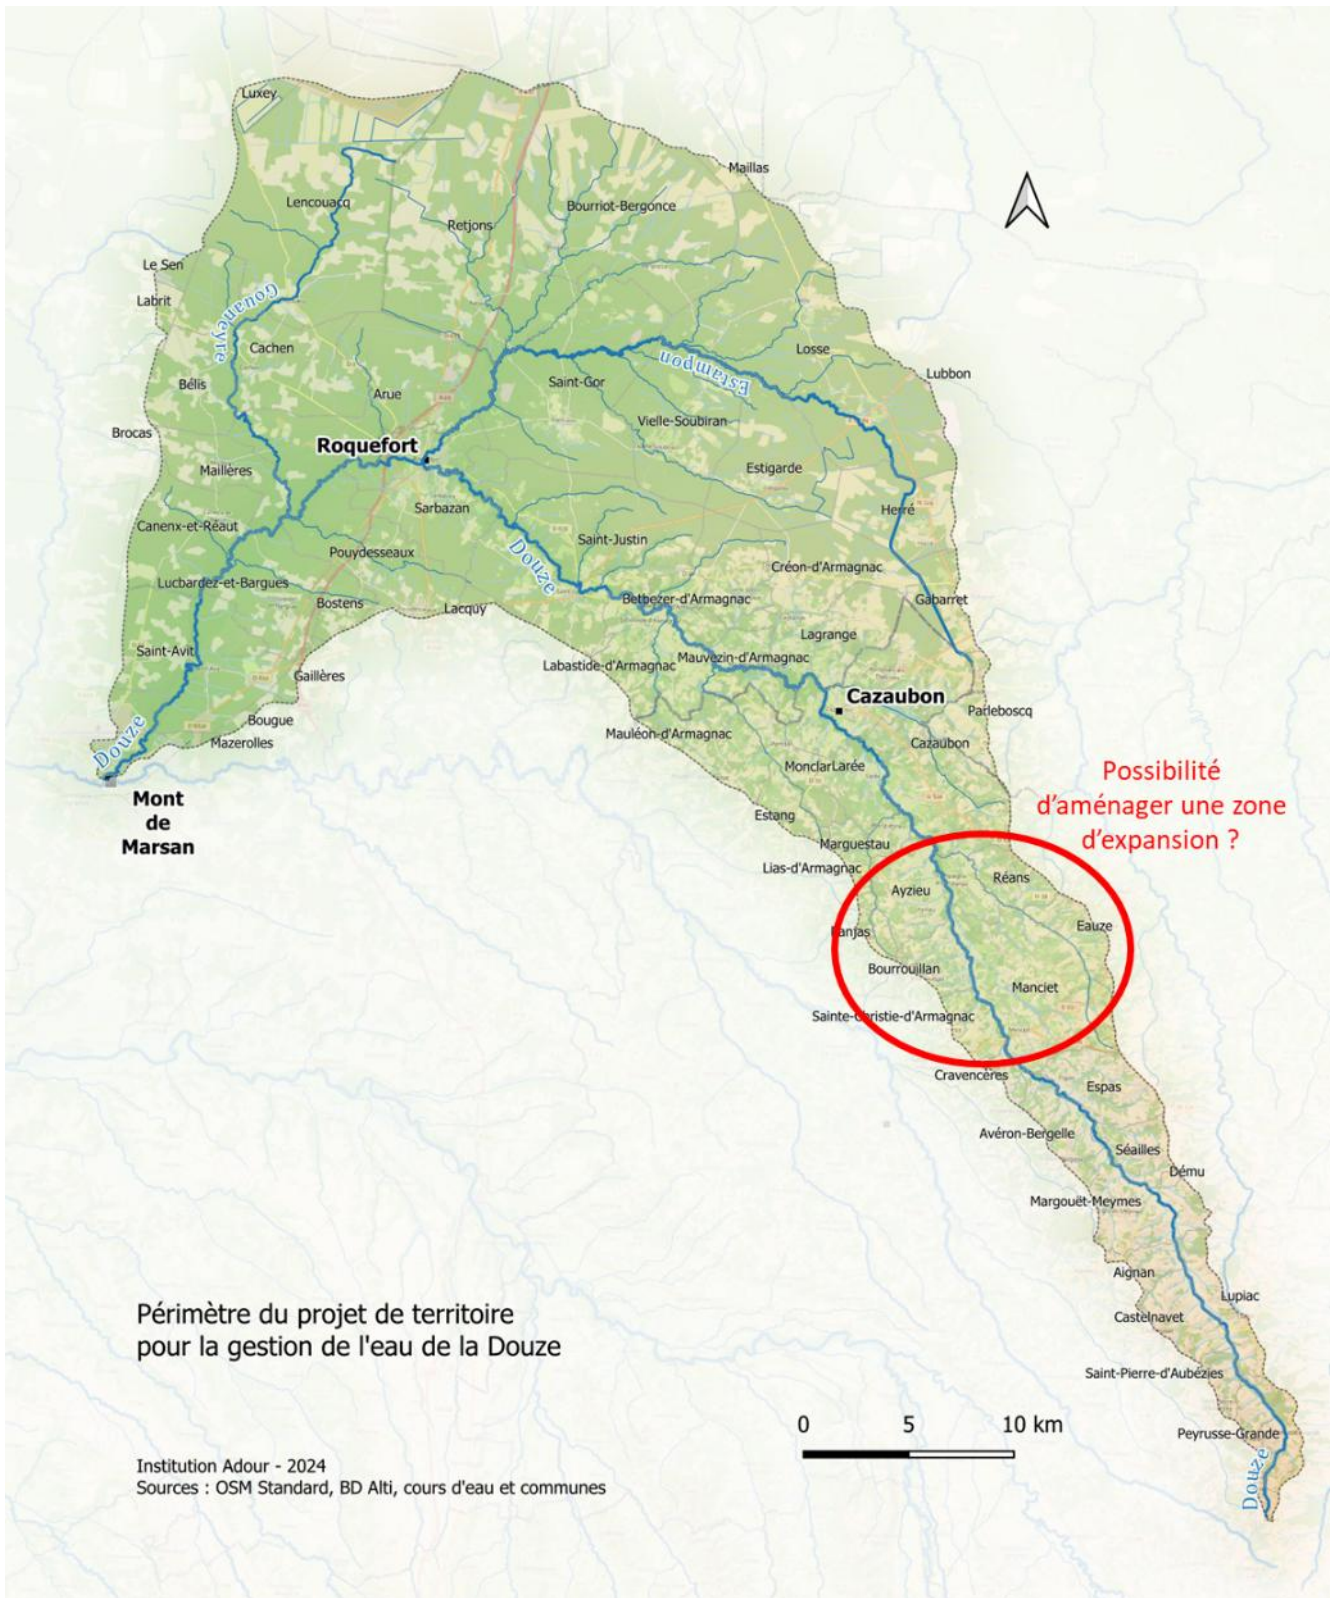 Luxey
Maillas
Lencouacq
Bourriot-Bergonce
Retjons
Le Sen
Labrit
Gouaneyre
Cachen
Losse
Estampon
Lubbon
Bélis
Saint-Gor
Arue
Vielle-Soubiran
Brocas
Roquefort
Maillères
Estigarde
Sarbazan
Herré
Canenx-et-Réaut
Saint-Justin
Douze
Pouydesseaux
Créon-d'Armagnac
Lucbardez-et-Bargues
Bostens
Lacquy
Betbezer-d'Armagnac
Gabarret
Lagrange
Saint-Avit
Mauvezin-d'Armagnac
Labastide-d'Armagnac
Gaillères
Cazaubon
Parleboscq
Bougue
Mauléon-d'Armagnac
Douze
Mazerolles
Cazaubon
Monclar
Larée
Possibilité
d'aménager une zone
d'expansion ?
Mont
de
Marsan
Estang
Marguestau
Lias-d'Armagnac
Réans
Ayzieu
Eauze
Panjas
Bourrouillan
Manciet
Sainte-Christie-d'Armagnac
Cravencères
Espas
Avéron-Bergelle
Séailles
Dému
Margouët-Meymes
Aignan
Lupiac
Castelnavet
Saint-Pierre-d'Aubézies
Peyrusse-Grande
Douze
Périmètre du projet de territoire
pour la gestion de l'eau de la Douze
0 5 10 km
Institution Adour - 2024
Sources : OSM Standard, BD Alti, cours d'eau et communes